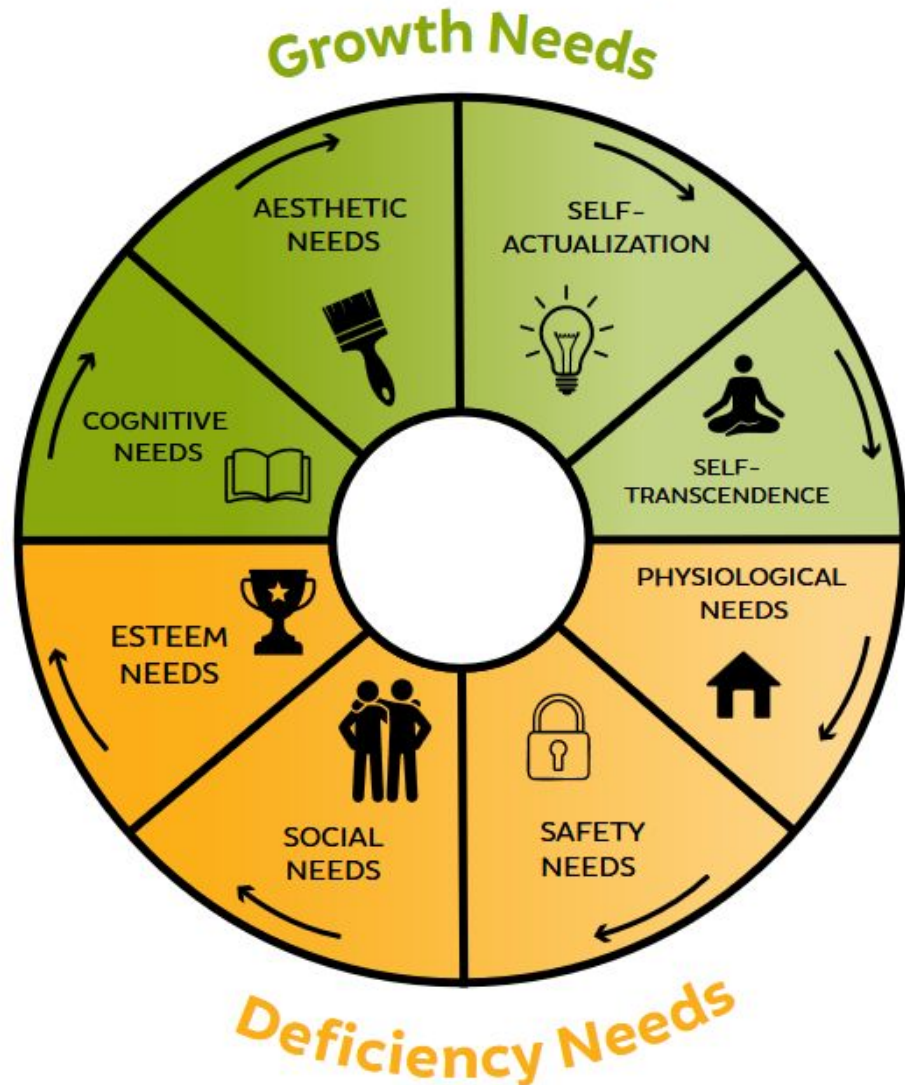 Growth Needs
AESTHETIC
NEEDS
SELF-
ACTUALIZATION
COGNITIVE
NEEDS
SELF-
TRANSCENDENCE
ESTEEM
NEEDS
PHYSIOLOGICAL
NEEDS
SOCIAL
NEEDS
SAFETY
NEEDS
Deficiency Needs